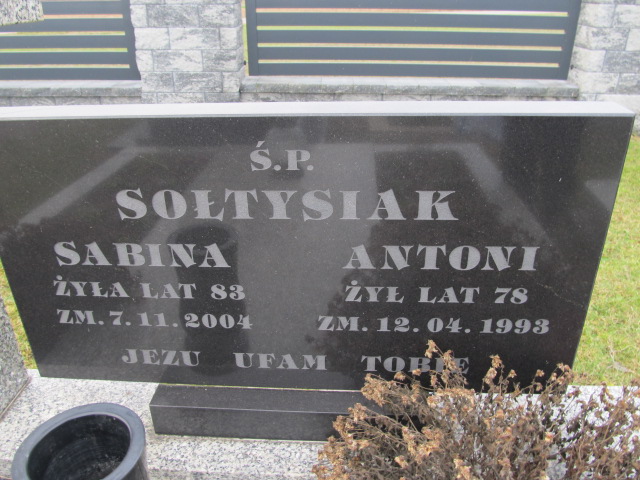 Ś.P.
SOŁTYSIAK
SABINA ANTONI
ŻYŁA LAT 83 ŻYŁ LAT 78
ZM. 7. 11. 2004 ZM. 12. 04. 1993
JEZU UFAM TOBIE